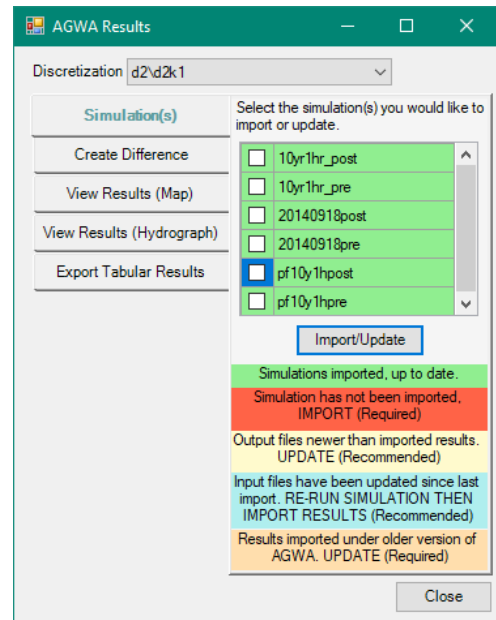 AGWA Results
Discretization d2\d2k1
Simulation(s)
Create Difference
View Results (Map)
View Results (Hydrograph)
Export Tabular Results
Select the simulation(s) you would like to
import or update.
10yr1hr_post
10yr1hr_pre
20140918post
20140918pre
pf10y1hpost
pf10y1hpre
Import/Update
Simulations imported, up to date.
Simulation has not been imported,
IMPORT (Required)
Output files newer than imported results.
UPDATE (Recommended)
Input files have been updated since last
import. RE-RUN SIMULATION THEN
IMPORT RESULTS (Recommended)
Results imported under older version of
AGWA. UPDATE (Required)
Close